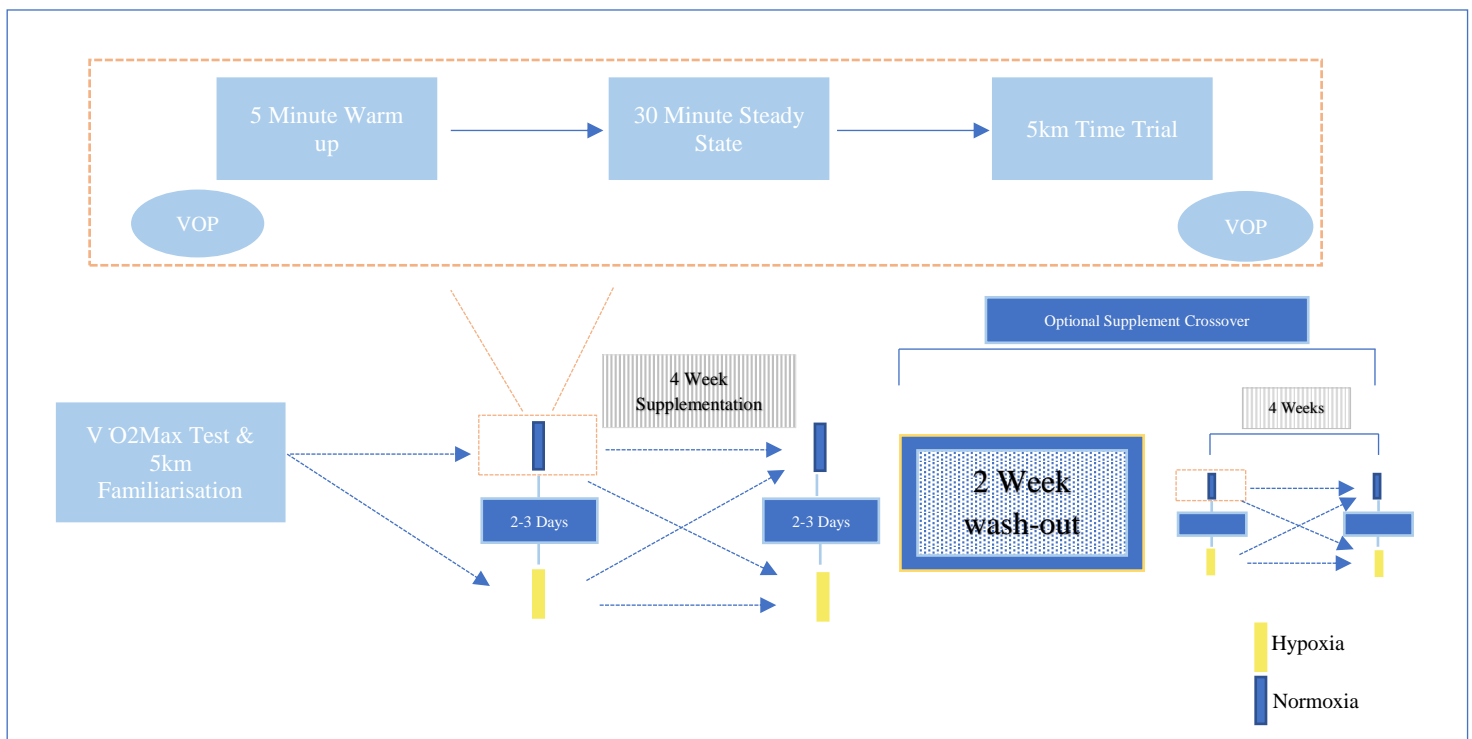 5 Minute Warm
up
30 Minute Steady
State
5km Time Trial
VOP
VOP
Optional Supplement Crossover
4 Week
Supplementation
4 Weeks
V̇O2Max Test &
5km
Familiarisation
2-3 Days
2-3 Days
2 Week
wash-out
Hypoxia
Normoxia